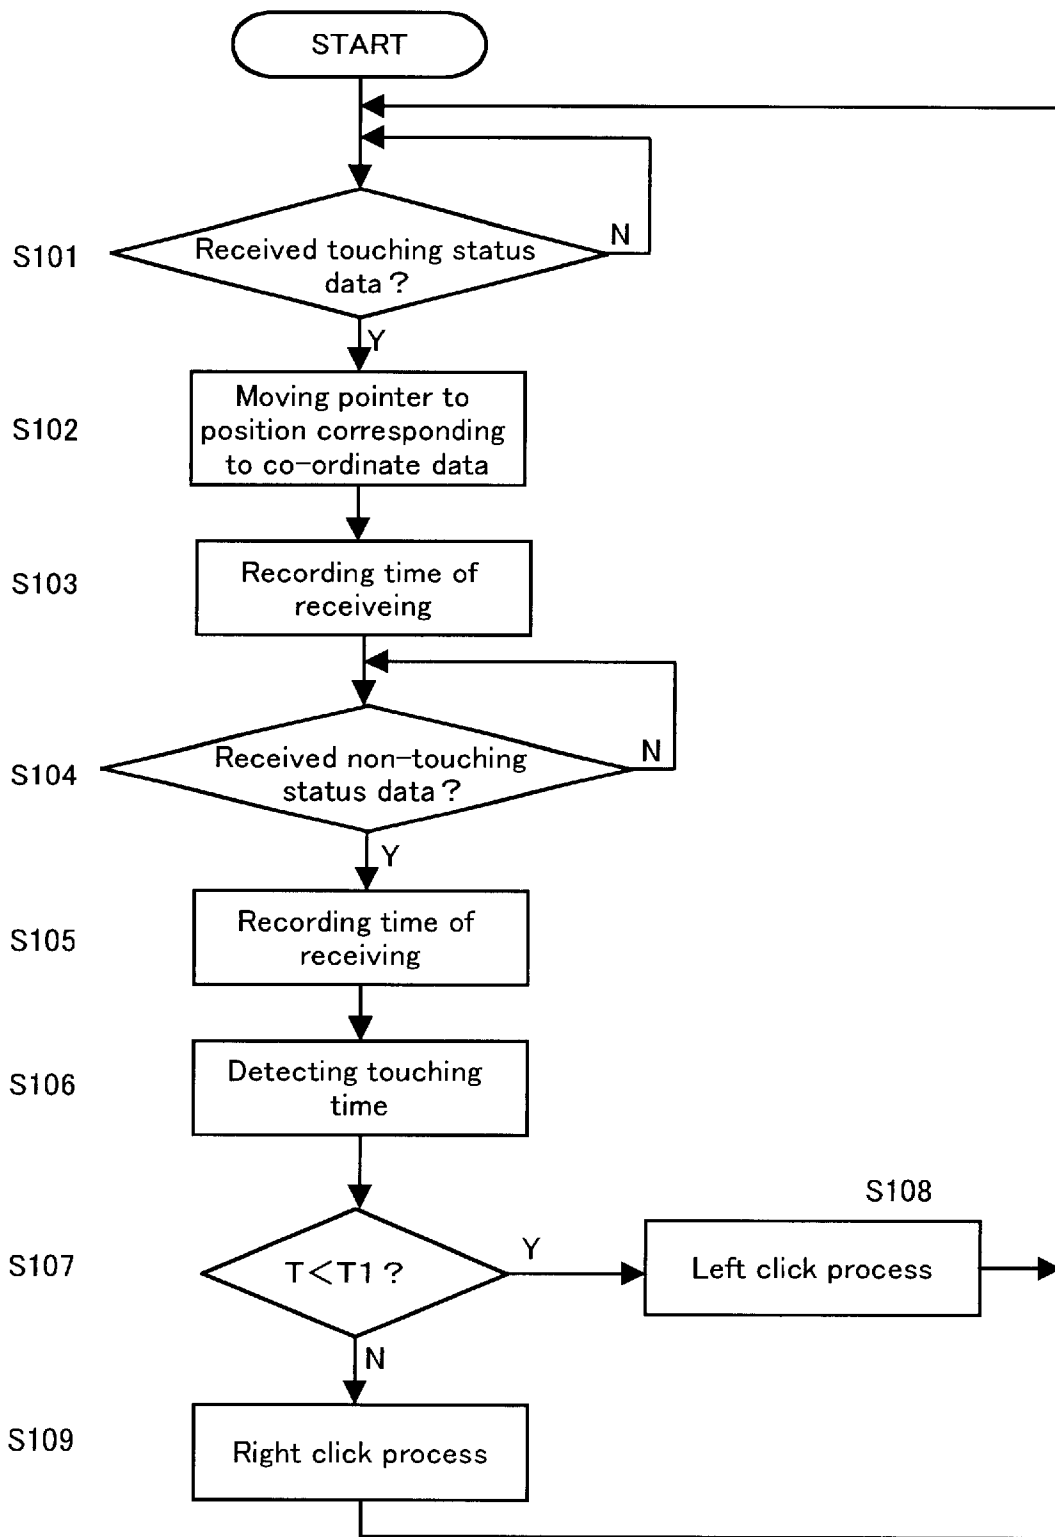 START
N
S101
Received touching status
data?
Y
S102
Moving pointer to
position corresponding
to co-ordinate data
S103
Recording time of
receiveing
N
S104
Received non-touching
status data?
Y
S105
Recording time of
receiving
S106
Detecting touching
time
S108
S107
T<T1?
Y
Left click process
N
S109
Right click process